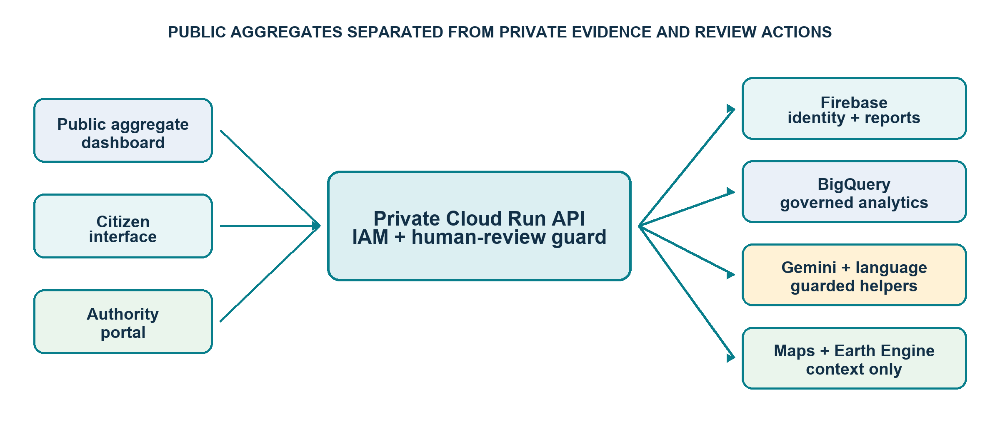 PUBLIC AGGREGATES SEPARATED FROM PRIVATE EVIDENCE AND REVIEW ACTIONS
Public aggregate
dashboard
Citizen
interface
Authority
portal
Private Cloud Run API
IAM + human-review guard
Firebase
identity + reports
BigQuery
governed analytics
Gemini + language
guarded helpers
Maps + Earth Engine
context only